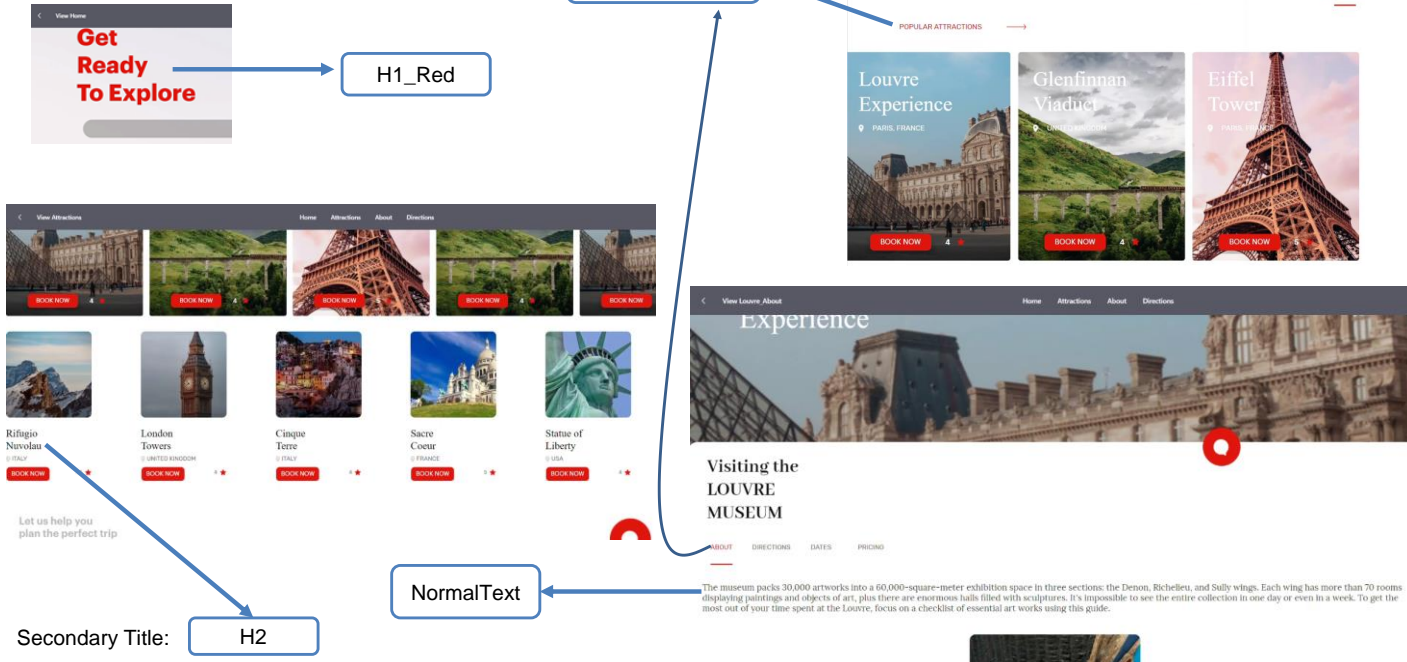 View Home
Get
Ready
To Explore
H1_Red
POPULAR ATTRACTIONS
Louvre
Experience
PARIS, FRANCE
BOOK NOW 4
Glenfinnan
Viaduct
UNITED KINGDOM
BOOK NOW 4
Eiffel
Tower
PARIS, FRANCE
BOOK NOW 5
View Attractions Home Attractions About Directions
BOOK NOW 4
BOOK NOW 4
BOOK NOW 5
BOOK NOW 4
BOOK NOW
Rifugio
Nuvolau
ITALY
BOOK NOW
London
Towers
UNITED KINGDOM
BOOK NOW 4
Cinque
Terre
ITALY
BOOK NOW
Sacre
Coeur
FRANCE
BOOK NOW 5
Statue of
Liberty
USA
BOOK NOW 4
Let us help you
plan the perfect trip
Secondary Title: H2
View Louvre_About Home Attractions About Directions
Experience
Visiting the
LOUVRE
MUSEUM
ABOUT DIRECTIONS DATES PRICING
NormalText
The museum packs 30,000 artworks into a 60,000-square-meter exhibition space in three sections: the Denon, Richelieu, and Sully wings. Each wing has more than 70 rooms
displaying paintings and objects of art, plus there are enormous halls filled with sculptures. It's impossible to see the entire collection in one day or even in a week. To get the
most out of your time spent at the Louvre, focus on a checklist of essential art works using this guide.